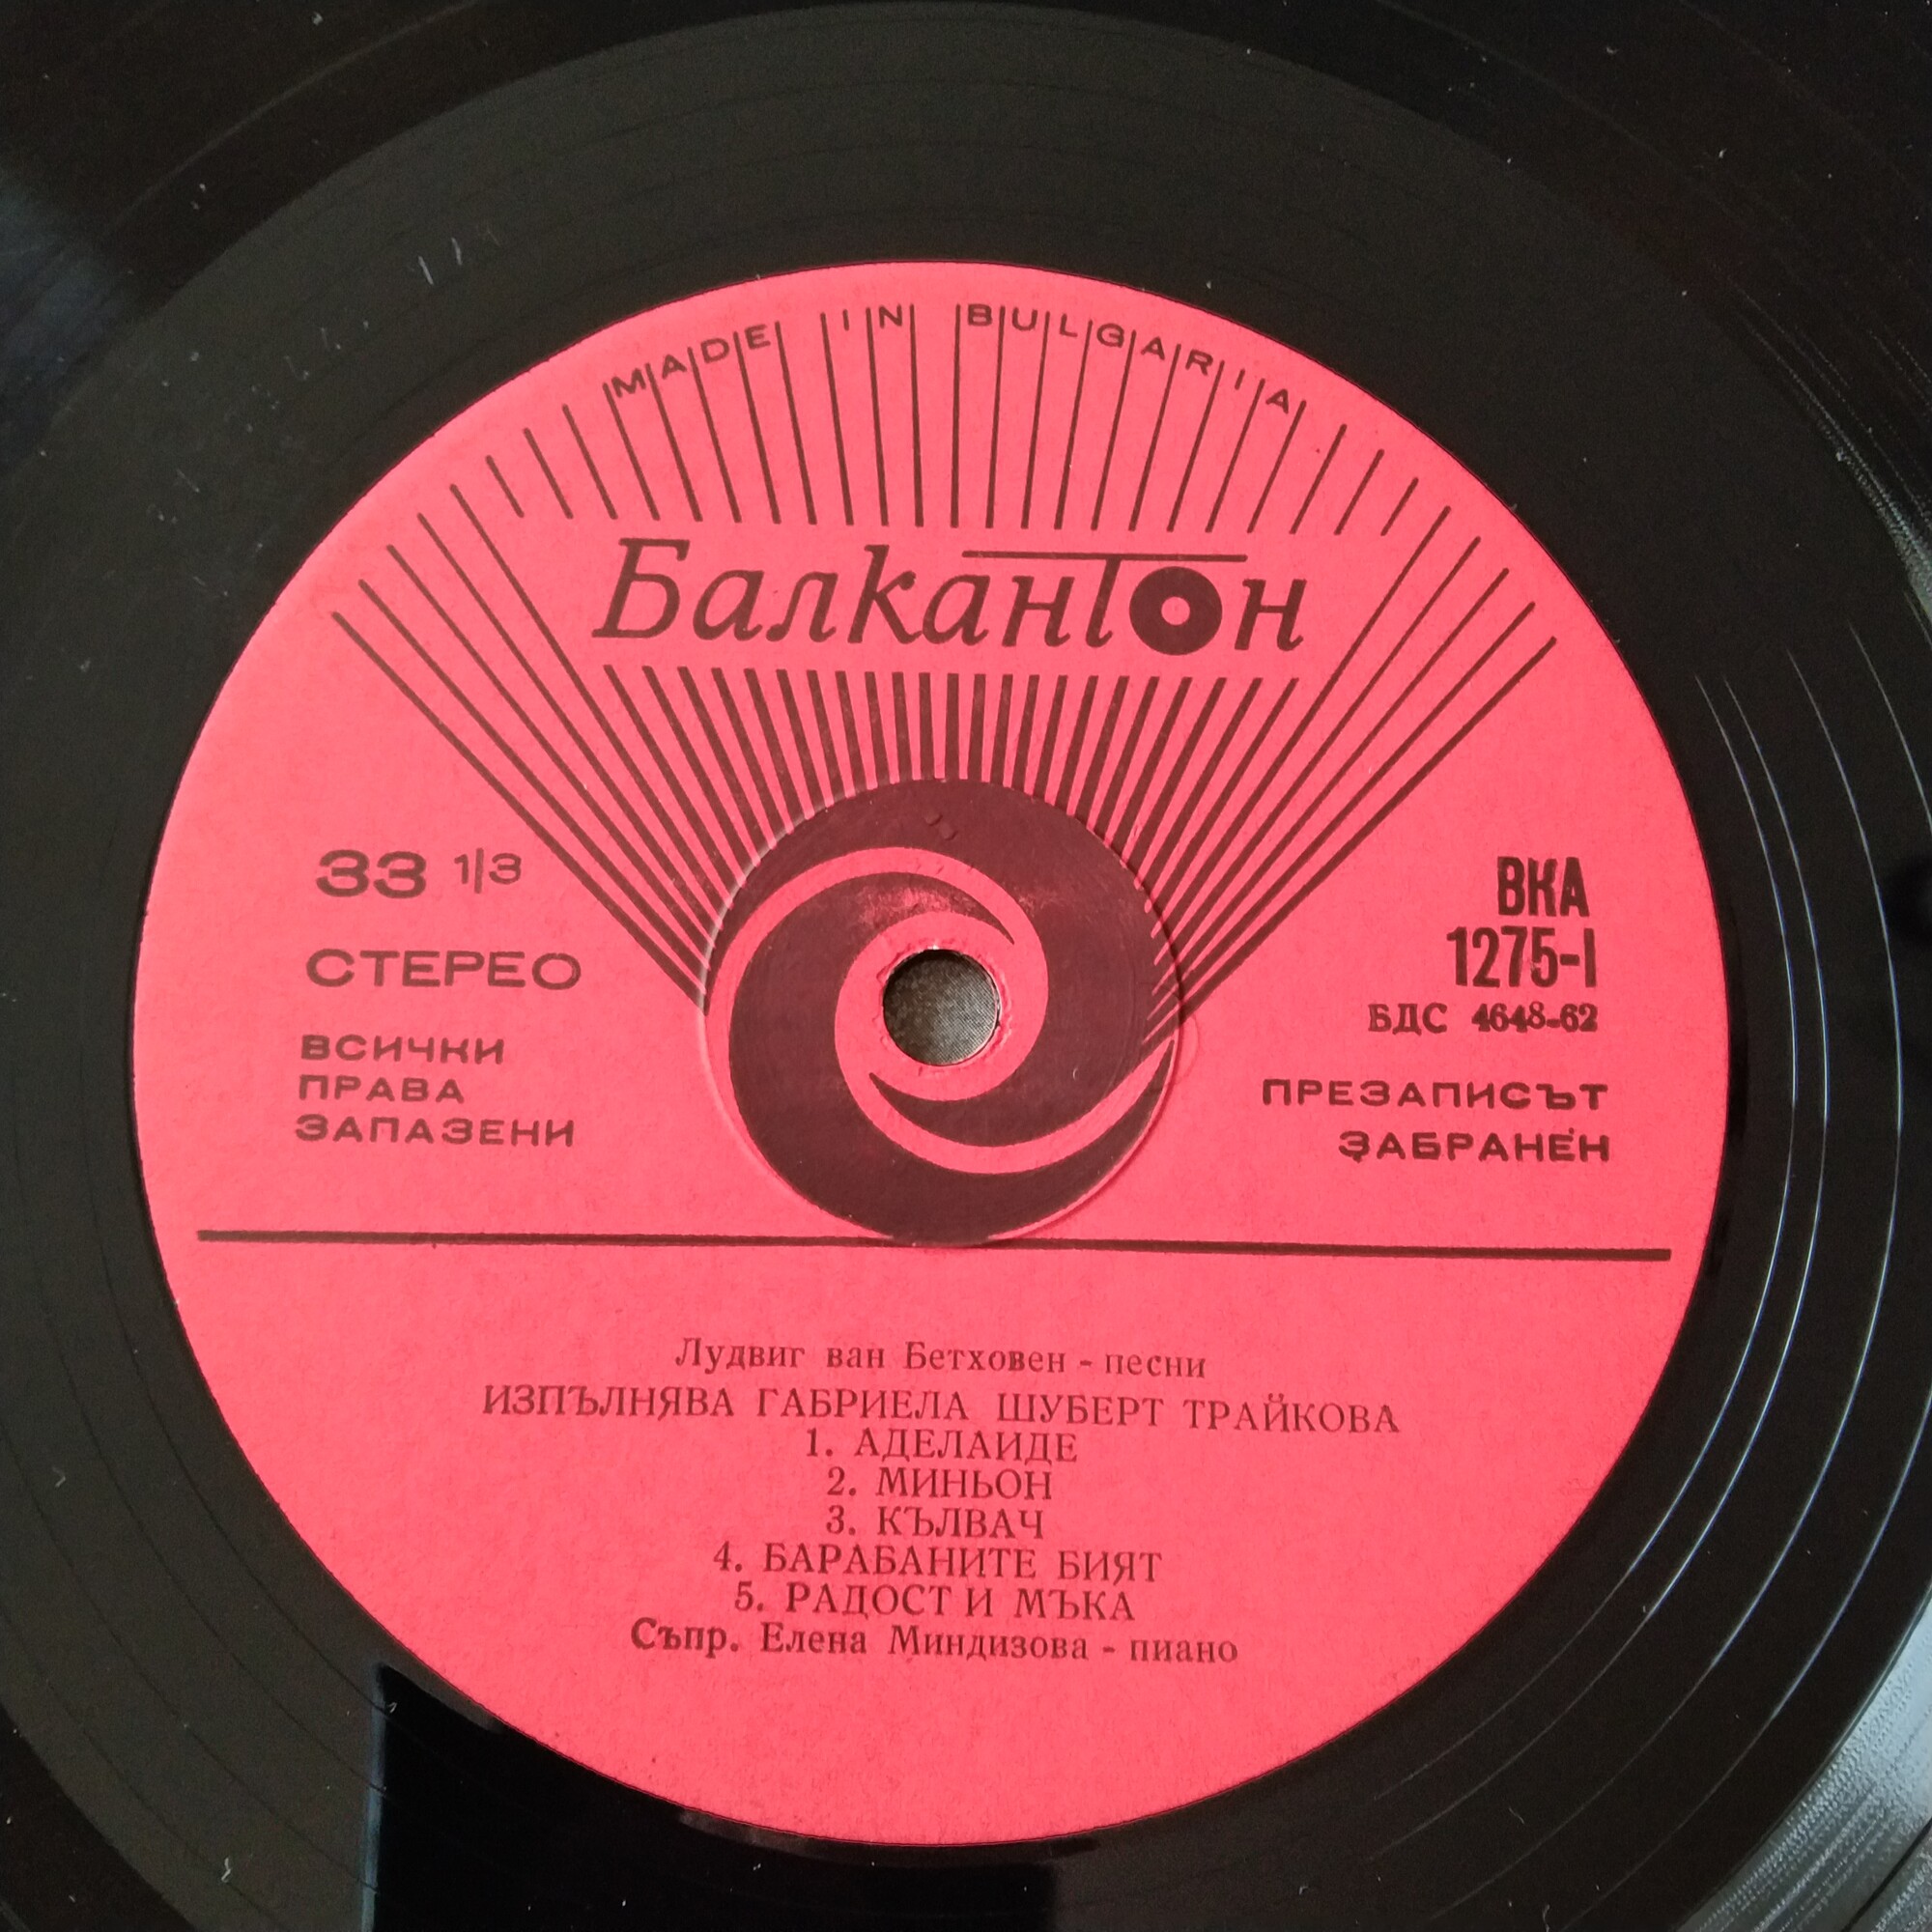 MADE IN BULGARIA
Балкантон
33 1/3
СТЕРЕО
ВСИЧКИ
ПРАВА
ЗАПАЗЕНИ
ВКА
1275-I
БДС 4648-62
ПРЕЗАПИСЪТ
ЗАБРАНЕН
Лудвиг ван Бетховен - песни
ИЗПЪЛНЯВА ГАБРИЕЛА ШУБЕРТ ТРАЙКОВА
1. АДЕЛАИДЕ
2. МИНЬОН
3. КЪЛВАЧ
4. БАРАБАНИТЕ БИЯТ
5. РАДОСТ И МЪКА
Съпр. Елена Миндизова - пиано